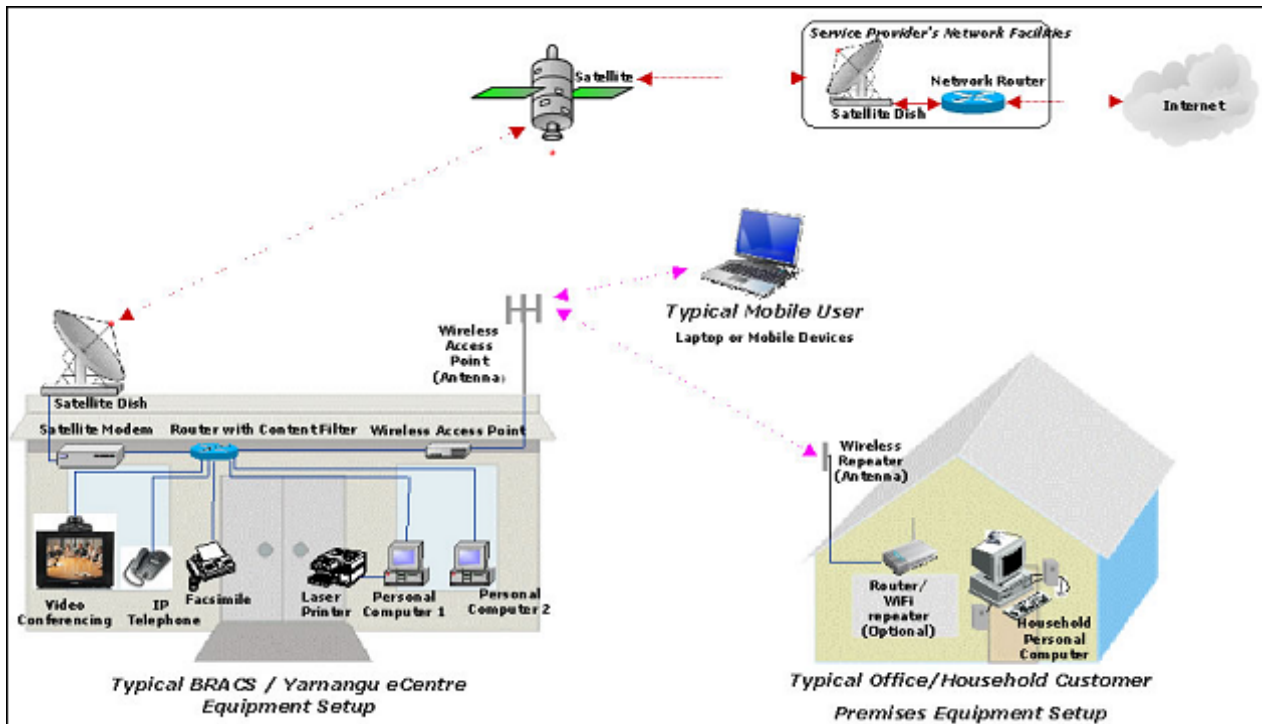 Service Provider's Network Facilities
Satellite
Network Router
Satellite Dish
Internet
Typical Mobile User
Laptop or Mobile Devices
Wireless
Access
Point
(Antenna)
Satellite Dish
Satellite Modem
Router with Content Filter
Wireless Access Point
Wireless
Repeater
(Antenna)
Video
Conferencing
IP
Telephone
Facsimile
Laser
Printer
Personal
Computer 1
Personal
Computer 2
Router/
WiFi
repeater
(Optional)
Household
Personal
Computer
Typical BRACS / Yarnangu eCentre
Equipment Setup
Typical Office/Household Customer
Premises Equipment Setup